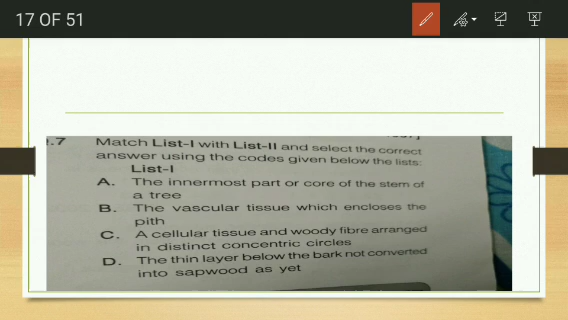 17 OF 51
.7 Match List-I with List-II and select the correct
answer using the codes given below the lists:
List-I
A. The innermost part or core of the stem of
a tree
B. The vascular tissue which encloses the
pith
C. A cellular tissue and woody fibre arranged
in distinct concentric circles
D. The thin layer below the bark not converted
into sapwood as yet